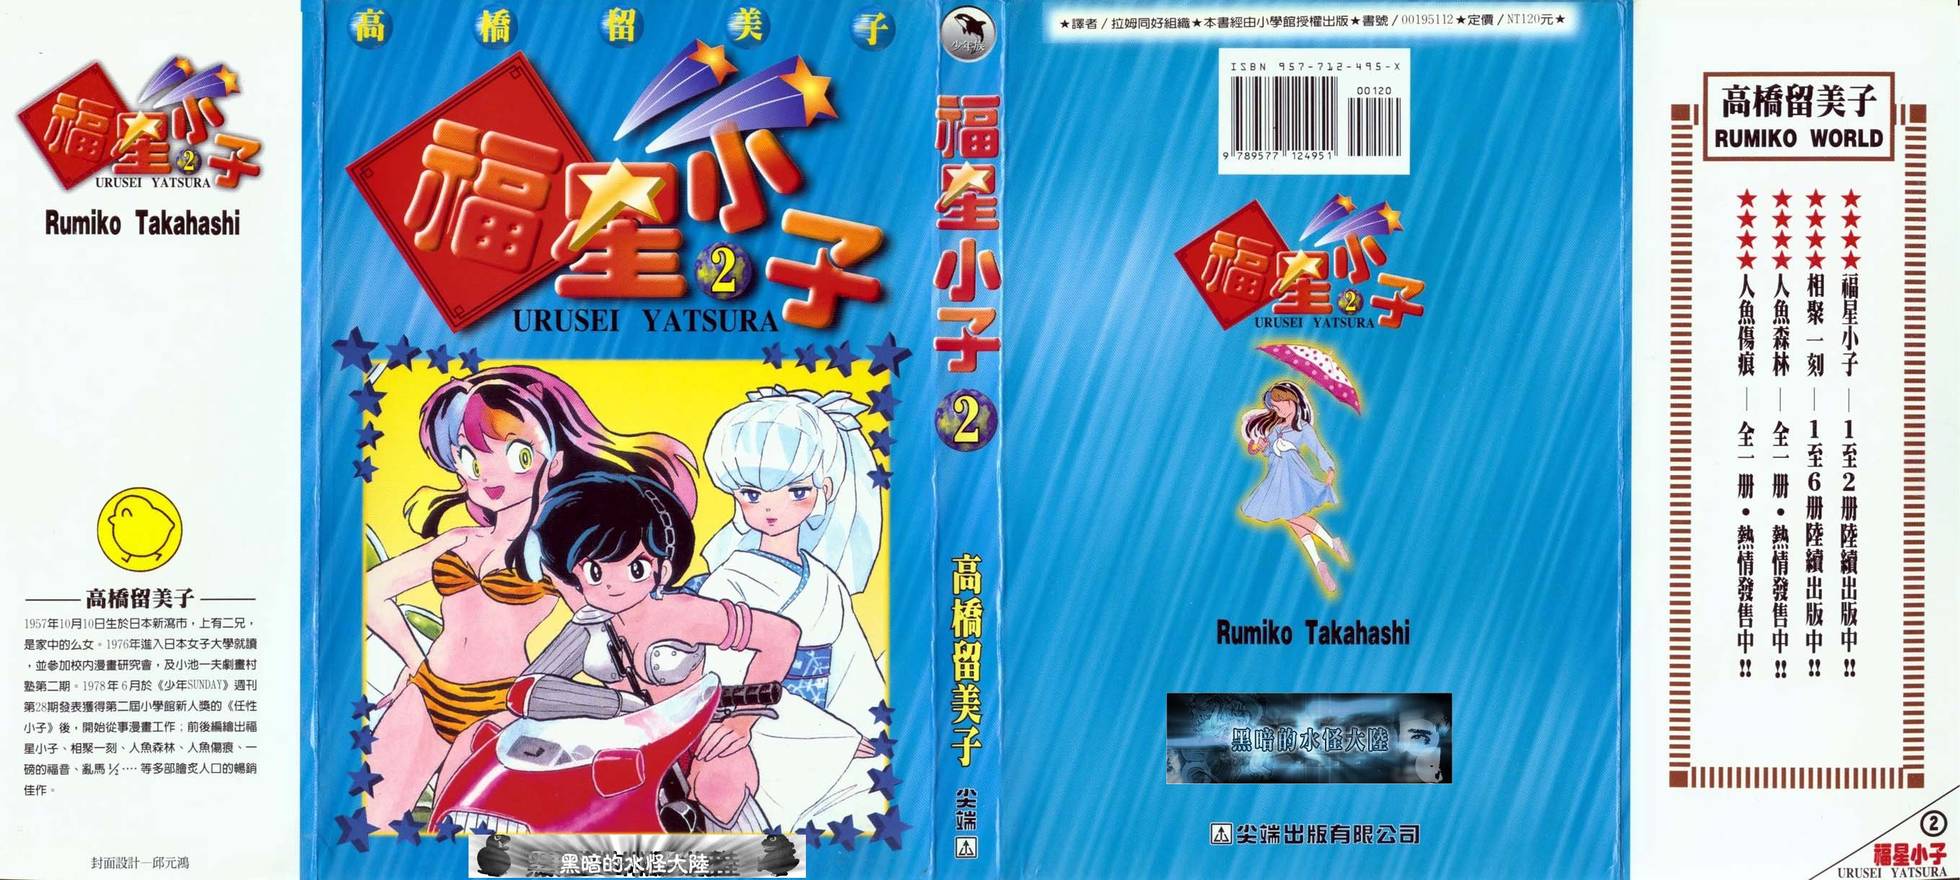 福星小子
2
URUSEI YATSURA
Rumiko Takahashi
高橋留美子
1957年10月10日生於日本新瀉市，上有二兄，
是家中的么女。1976年進入日本女子大學就讀
，並參加校內漫畫研究會，及小池一夫劇畫村
塾第二期。1978年6月於《少年SUNDAY》週刊
第28期發表獲得第二屆小學館新人獎的《任性
小子》後，開始從事漫畫工作；前後編繪出福
星小子、相聚一刻、人魚森林、人魚傷痕、一
磅的福音、亂馬½‥‥等多部膾炙人口的暢銷
佳作。
封面設計—邱元鴻
高橋留美子
福星小子
2
URUSEI YATSURA
黑暗的水怪大陸
少年族
福星小子
2
高橋留美子
尖端
★譯者/拉姆同好組織★本書經由小學館授權出版★書號/00195112★定價/NT120元★
ISBN 957-712-495-X
00120
9 789577 124951
福星小子
2
URUSEI YATSURA
Rumiko Takahashi
黑暗的水怪大陸
尖端出版有限公司
高橋留美子
RUMIKO WORLD
★★★★福星小子—1至2册陸續出版中!!
★★★★相聚一刻—1至6册陸續出版中!!
★★★★人魚森林—全一册·熱情發售中!!
★★★★人魚傷痕—全一册·熱情發售中!!
2
福星小子
URUSEI YATSURA